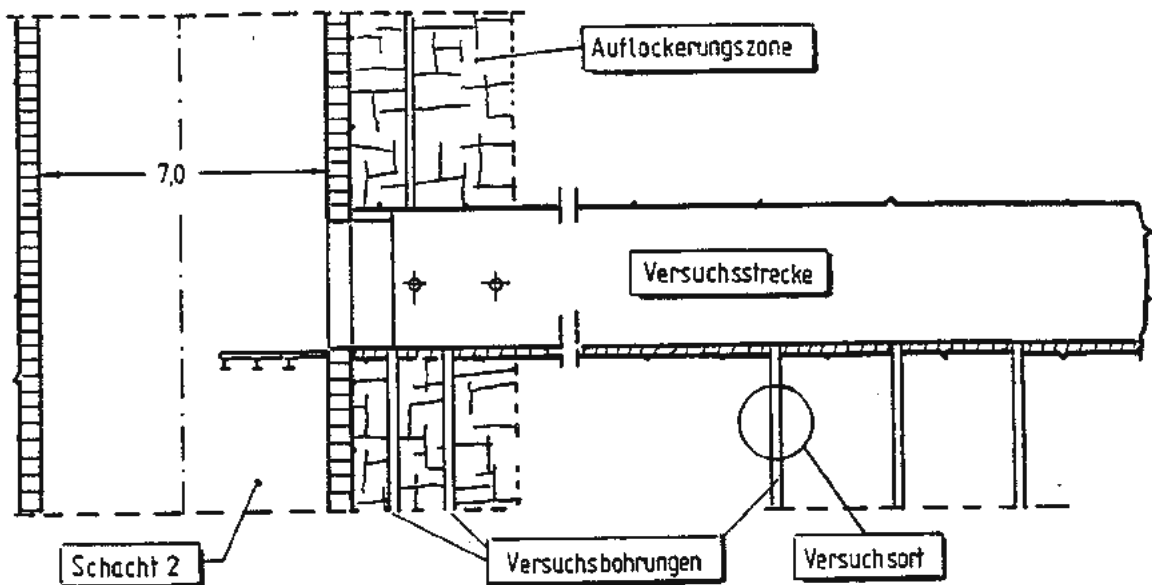 Auflockerungszone
7,0
Versuchsstrecke
Schacht 2
Versuchsbohrungen
Versuchsort